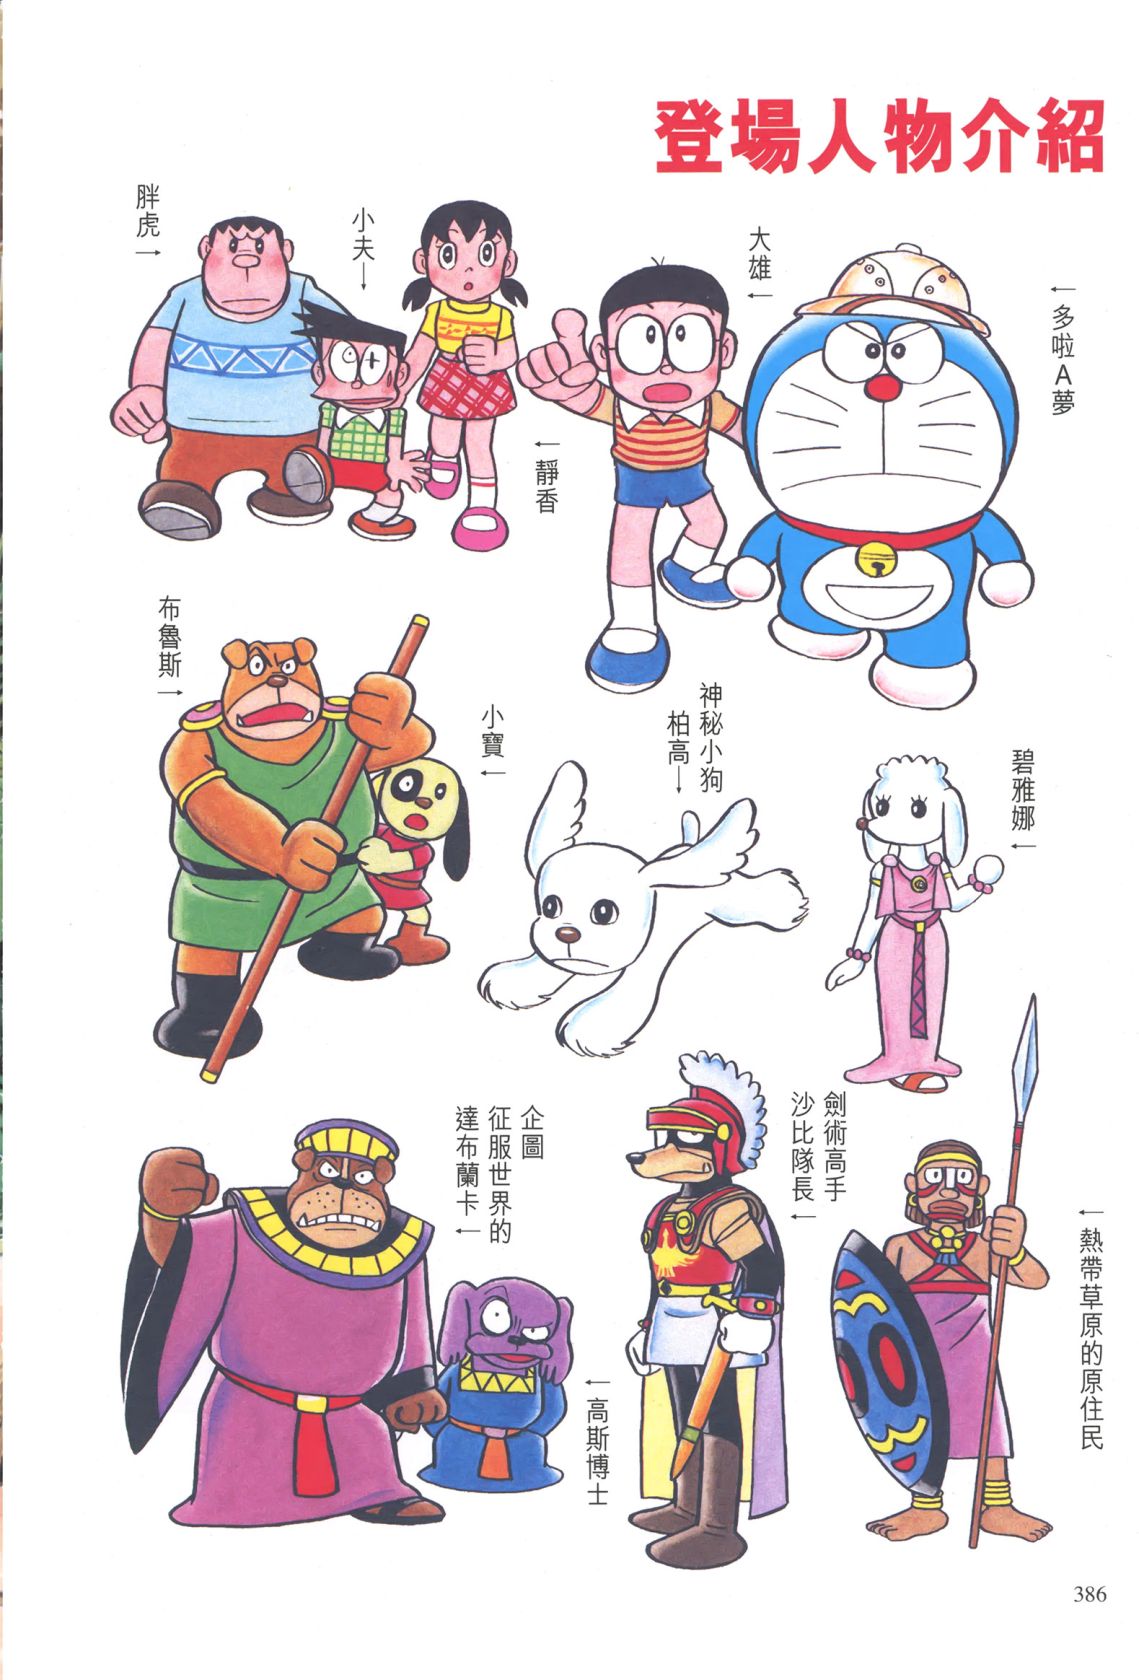 登場人物介紹
←多啦A夢
大雄←
←靜香
小夫→
胖虎→
碧雅娜←
神秘小狗
柏高→
小寶←
布魯斯→
←熱帶草原的原住民
劍術高手
沙比隊長←
←高斯博士
企圖
征服世界的
達布蘭卡←
386